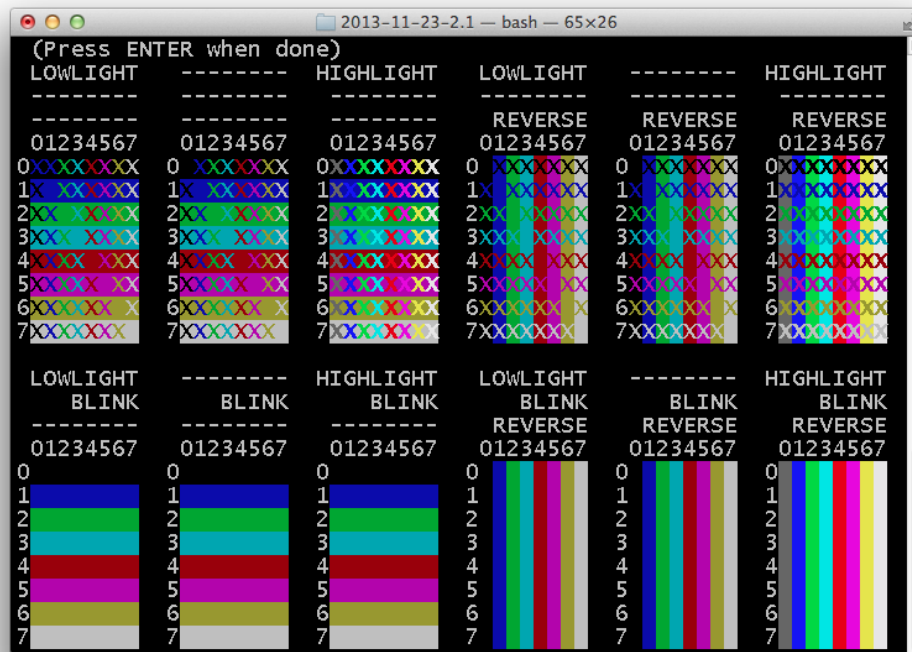 2013-11-23-2.1 — bash — 65×26
(Press ENTER when done)
LOWLIGHT   --------   HIGHLIGHT   LOWLIGHT   --------   HIGHLIGHT
--------   --------   --------   --------   --------   --------
--------   --------   --------   REVERSE   REVERSE   REVERSE
01234567   01234567   01234567   01234567   01234567   01234567
0 XXXXXXX   0 XXXXXXX   0XXXXXXXX   0 XXXXXXX   0 XXXXXXX   0XXXXXXXX
1X XXXXXX   1X XXXXXX   1XXXXXXXX   1X XXXXXX   1X XXXXXX   1XXXXXXXX
2XX XXXXX   2XX XXXXX   2XXXXXXXX   2XX XXXXX   2XX XXXXX   2XXXXXXXX
3XXX XXXX   3XXX XXXX   3XXXXXXXX   3XXX XXXX   3XXX XXXX   3XXXXXXXX
4XXXX XXX   4XXXX XXX   4XXXXXXXX   4XXXX XXX   4XXXX XXX   4XXXXXXXX
5XXXXX XX   5XXXXX XX   5XXXXXXXX   5XXXXX XX   5XXXXX XX   5XXXXXXXX
6XXXXXX X   6XXXXXX X   6XXXXXXXX   6XXXXXX X   6XXXXXX X   6XXXXXXXX
7XXXXXXX   7XXXXXXX   7XXXXXXXX   7XXXXXXX   7XXXXXXX   7XXXXXXXX
LOWLIGHT   --------   HIGHLIGHT   LOWLIGHT   --------   HIGHLIGHT
BLINK   BLINK   BLINK   BLINK   BLINK   BLINK
--------   --------   --------   REVERSE   REVERSE   REVERSE
01234567   01234567   01234567   01234567   01234567   01234567
0   0   0   0   0   0
1   1   1   1   1   1
2   2   2   2   2   2
3   3   3   3   3   3
4   4   4   4   4   4
5   5   5   5   5   5
6   6   6   6   6   6
7   7   7   7   7   7